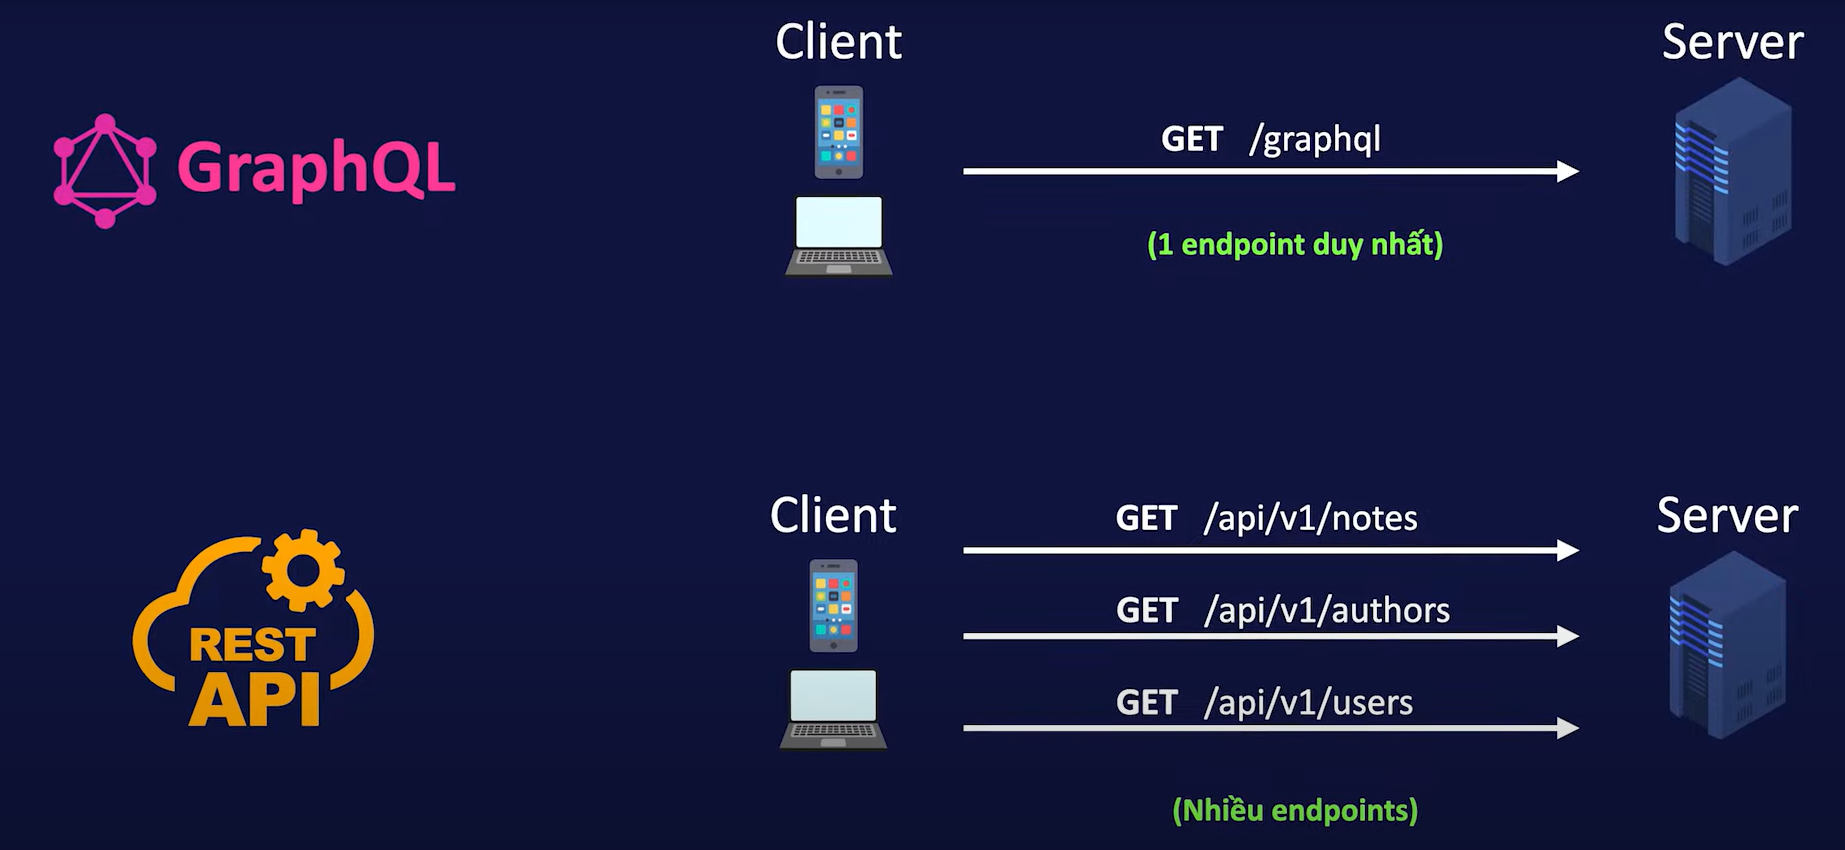 Client
Server
GraphQL
GET /graphql
(1 endpoint duy nhất)
Client
Server
GET /api/v1/notes
REST
API
GET /api/v1/authors
GET /api/v1/users
(Nhiều endpoints)